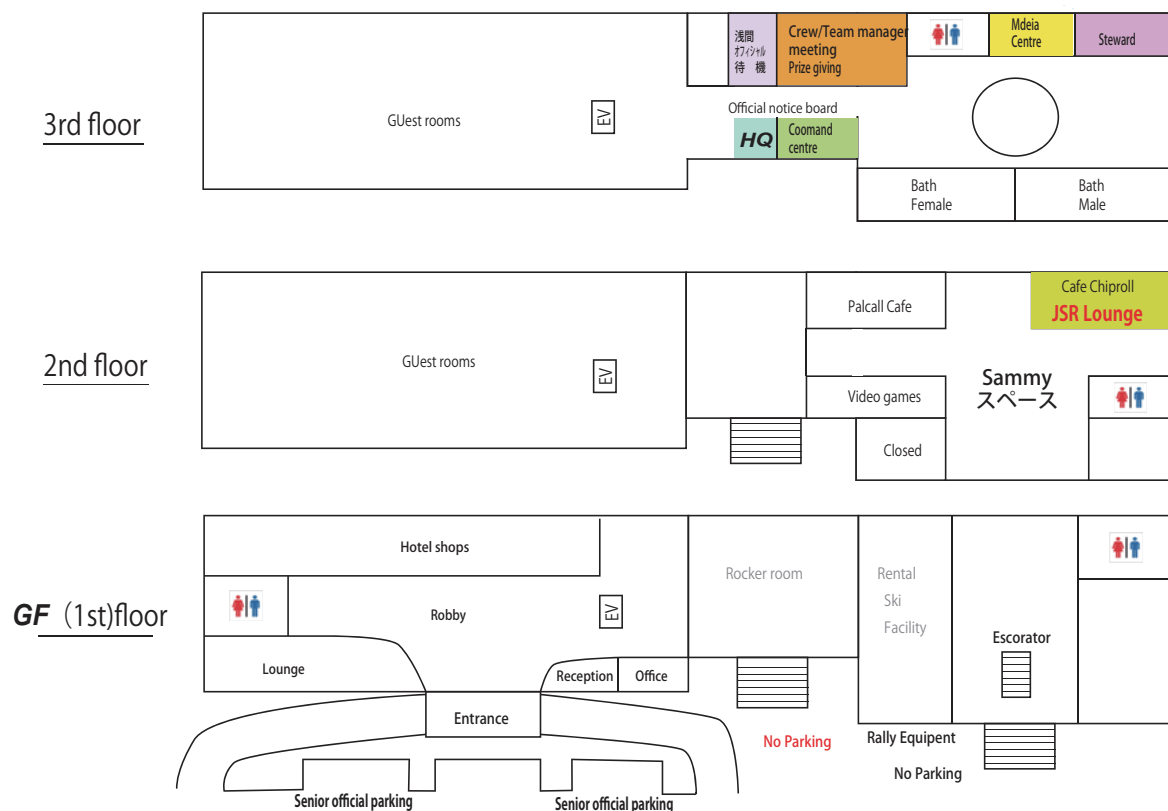 3rd floor
GUest rooms
EV
浅間
オフィシャル
待 機
Crew/Team manager
meeting
Prize giving
Mdeia
Centre
Steward
Official notice board
HQ
Coomand
centre
Bath
Female
Bath
Male
2nd floor
GUest rooms
EV
Palcall Cafe
Cafe Chiproll
JSR Lounge
Video games
Sammy
スペース
Closed
GF (1st)floor
Hotel shops
Robby
EV
Lounge
Reception
Office
Entrance
Rocker room
Rental
Ski
Facility
Escorator
No Parking
Rally Equipent
No Parking
Senior official parking
Senior official parking